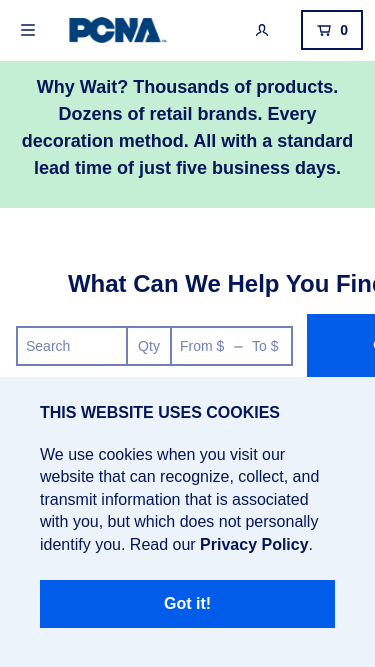 PCNA
0
Why Wait? Thousands of products.
Dozens of retail brands. Every
decoration method. All with a standard
lead time of just five business days.
What Can We Help You Fin
Search
Qty
From $ – To $
THIS WEBSITE USES COOKIES
We use cookies when you visit our
website that can recognize, collect, and
transmit information that is associated
with you, but which does not personally
identify you. Read our Privacy Policy.
Got it!